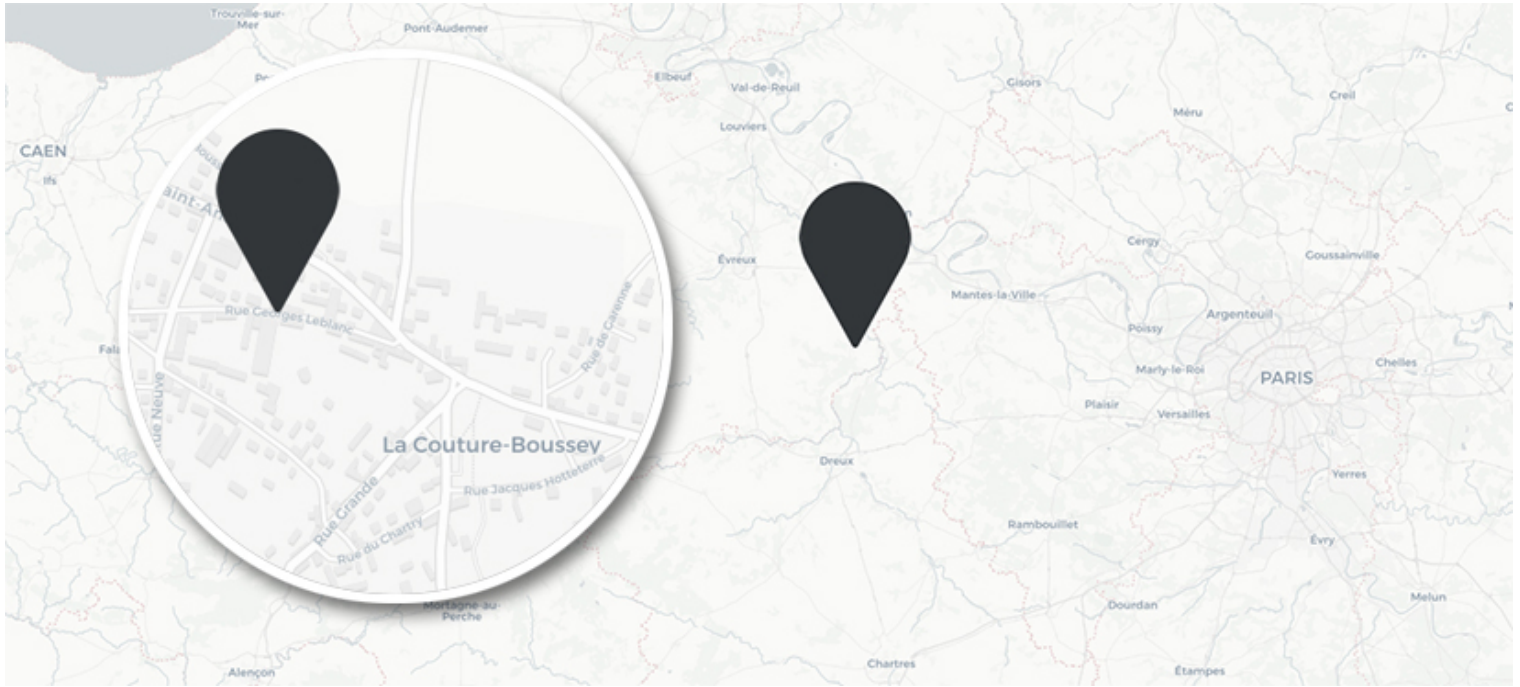 Trouville-sur-
Mer
Pont-Audemer
Elbeuf
Val-de-Reuil
Gisors
Creil
Méru
Louviers
CAEN
Ifs
Rue Georges Leblanc
Rue de Garenne
La Couture-Boussey
Rue Jacques Hotteterre
Rue Grande
Rue du Chartry
Évreux
Cergy
Goussainville
Mantes-la-Ville
Argenteuil
Poissy
Marly-le-Roi
PARIS
Chelles
Plaisir
Versailles
Dreux
Yerres
Rambouillet
Évry
Mortagne-au-
Perche
Dourdan
Melun
Alençon
Chartres
Étampes